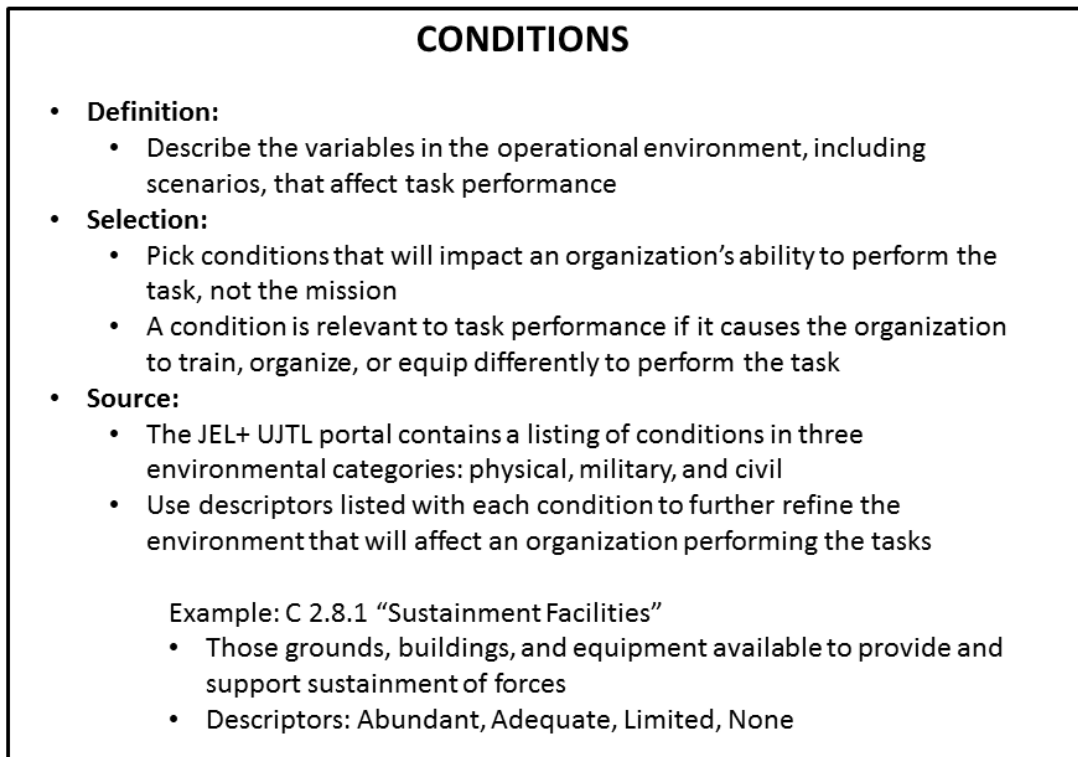 CONDITIONS
• Definition:
• Describe the variables in the operational environment, including
scenarios, that affect task performance
• Selection:
• Pick conditions that will impact an organization’s ability to perform the
task, not the mission
• A condition is relevant to task performance if it causes the organization
to train, organize, or equip differently to perform the task
• Source:
• The JEL+ UJTL portal contains a listing of conditions in three
environmental categories: physical, military, and civil
• Use descriptors listed with each condition to further refine the
environment that will affect an organization performing the tasks
Example: C 2.8.1 “Sustainment Facilities”
• Those grounds, buildings, and equipment available to provide and
support sustainment of forces
• Descriptors: Abundant, Adequate, Limited, None